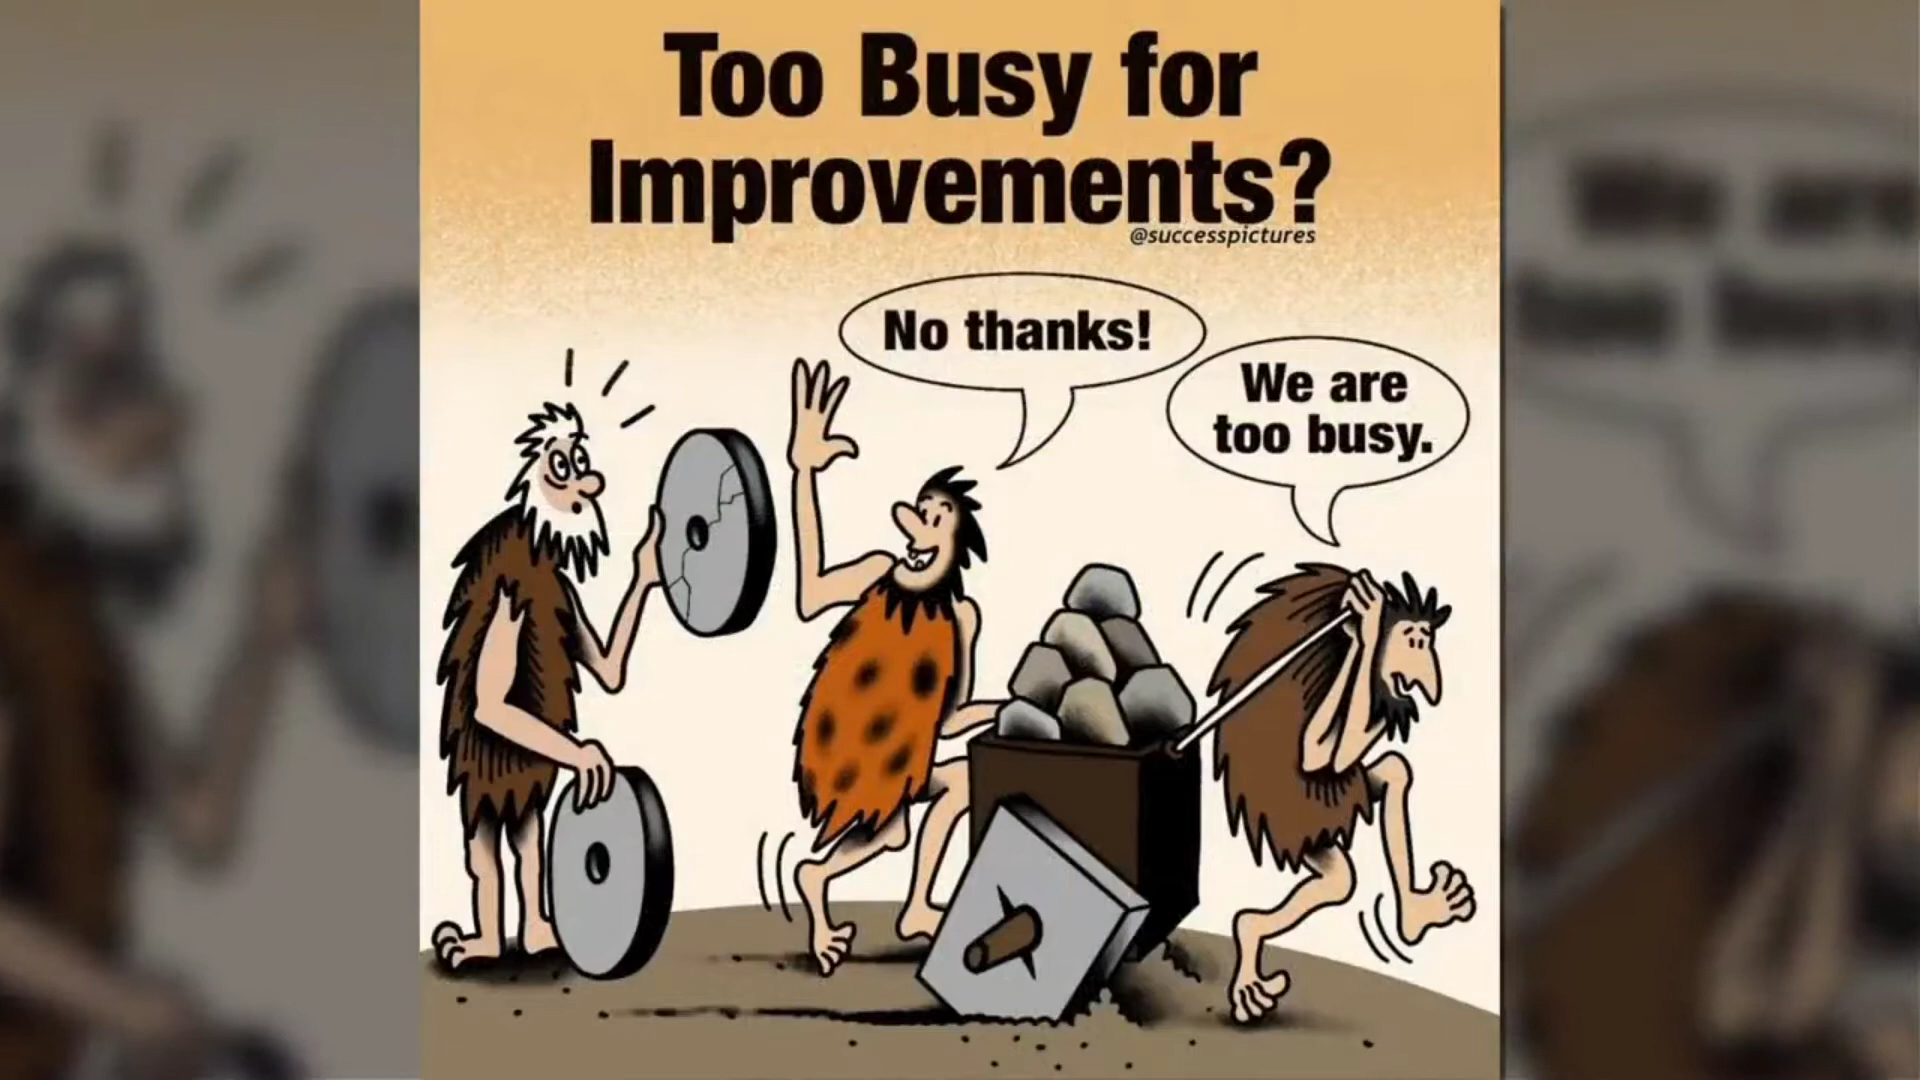 Too Busy for
Improvements?
@successpictures
No thanks!
We are
too busy.